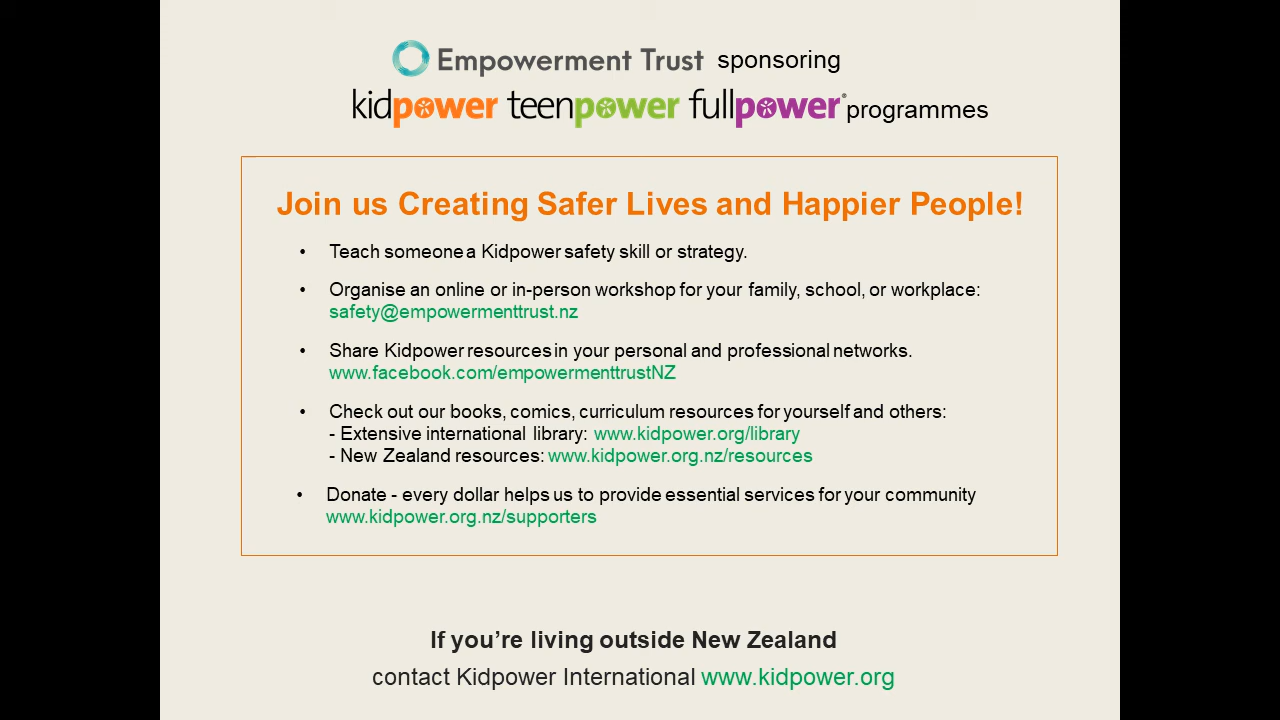 Empowerment Trust sponsoring
kidpower teenpower fullpower® programmes
Join us Creating Safer Lives and Happier People!
• Teach someone a Kidpower safety skill or strategy.
• Organise an online or in-person workshop for your family, school, or workplace:
safety@empowermenttrust.nz
• Share Kidpower resources in your personal and professional networks.
www.facebook.com/empowermenttrustNZ
• Check out our books, comics, curriculum resources for yourself and others:
- Extensive international library: www.kidpower.org/library
- New Zealand resources: www.kidpower.org.nz/resources
• Donate - every dollar helps us to provide essential services for your community
www.kidpower.org.nz/supporters
If you’re living outside New Zealand
contact Kidpower International www.kidpower.org